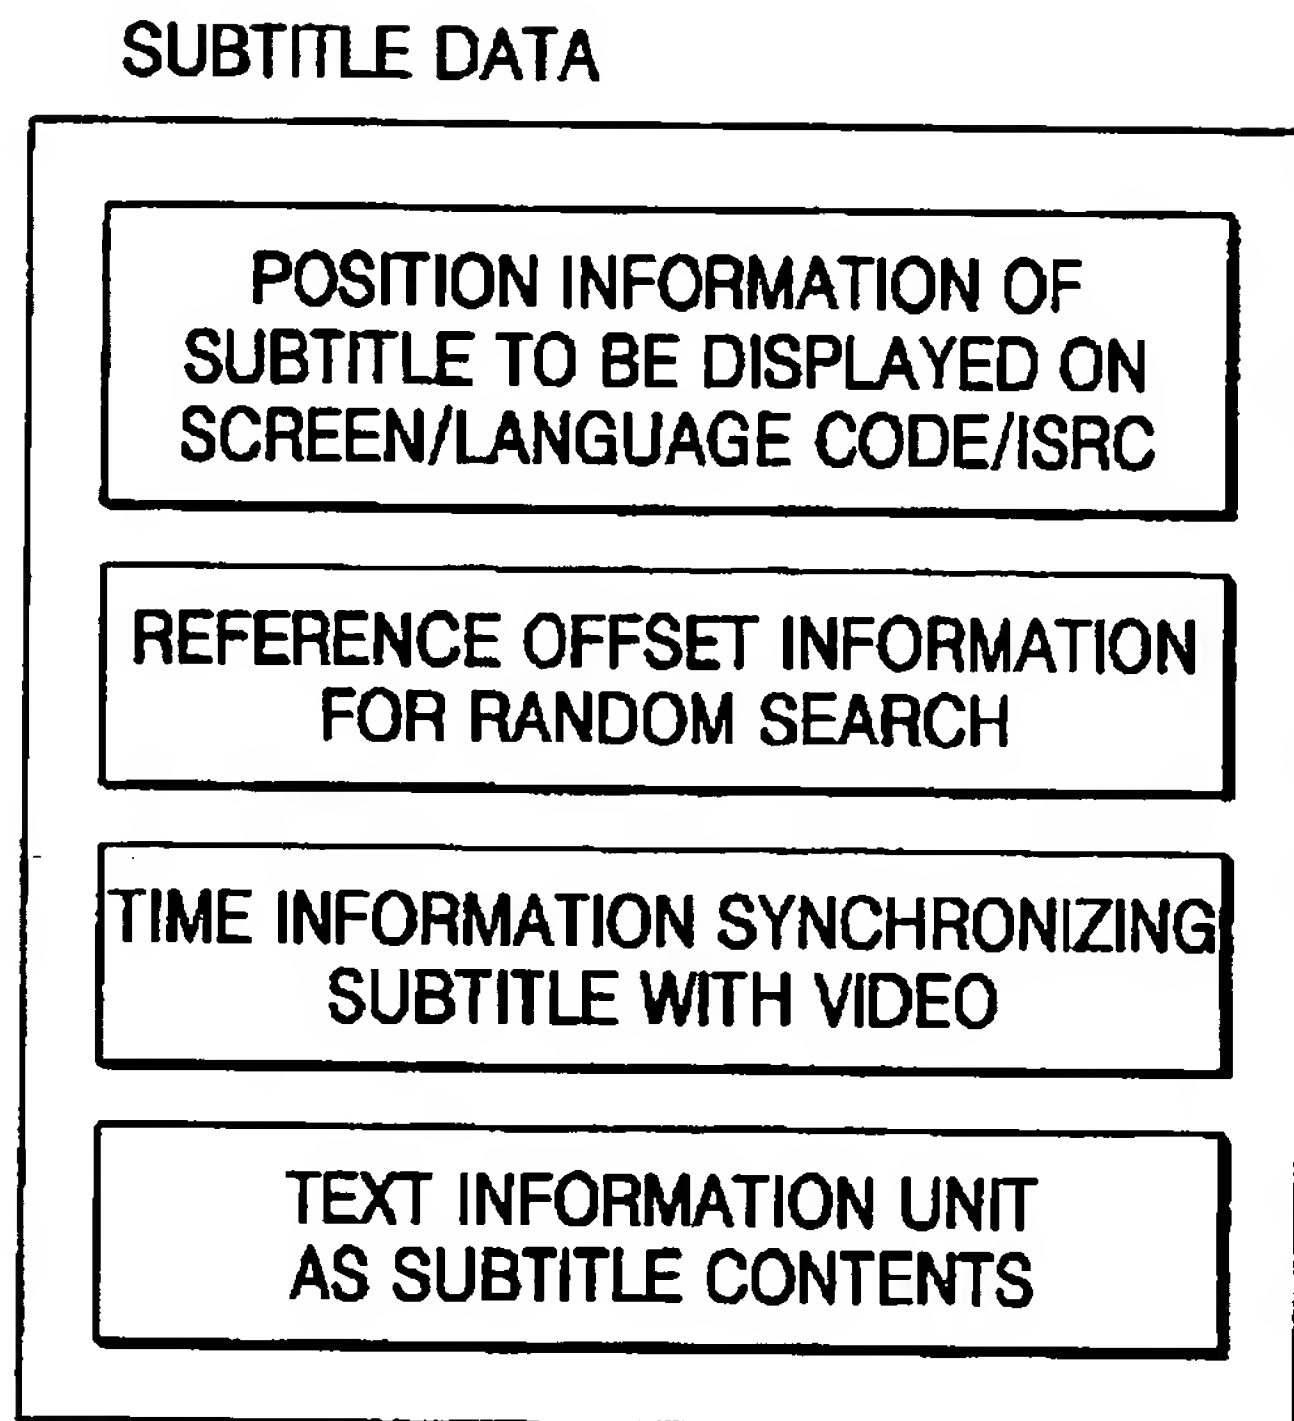 SUBTITLE DATA
POSITION INFORMATION OF
SUBTITLE TO BE DISPLAYED ON
SCREEN/LANGUAGE CODE/ISRC
REFERENCE OFFSET INFORMATION
FOR RANDOM SEARCH
TIME INFORMATION SYNCHRONIZING
SUBTITLE WITH VIDEO
TEXT INFORMATION UNIT
AS SUBTITLE CONTENTS